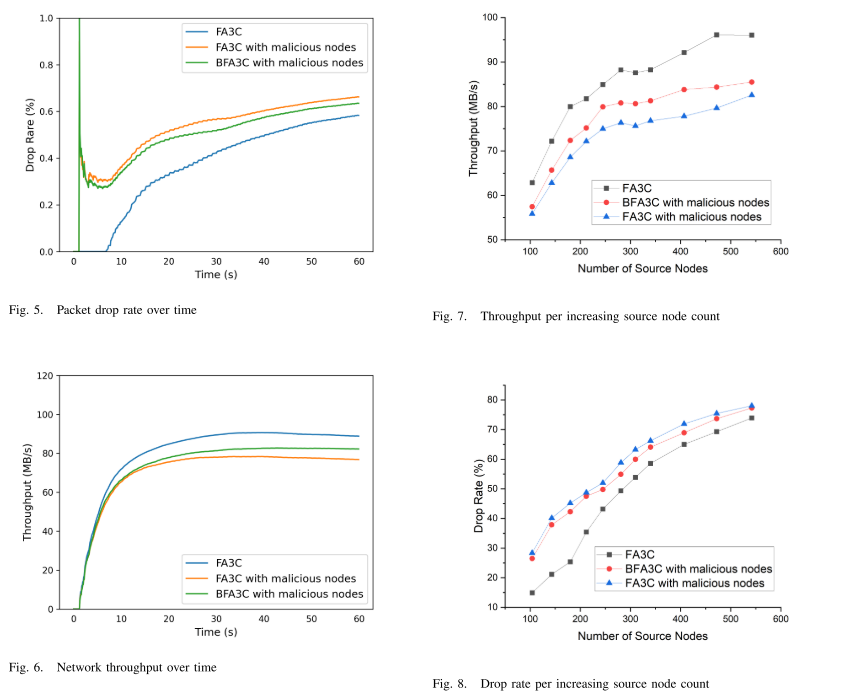 1.0
0.8
0.6
0.4
0.2
0.0
Drop Rare (%)
FA3C
FA3C with malicious nodes
BFA3C with malicious nodes
0 10 20 30 40 50 60
Time (s)
Fig. 5. Packet drop rate over time
100
90
80
70
60
50
Throughput (MB/s)
FA3C
BFA3C with malicious nodes
FA3C with malicious nodes
100 200 300 400 500 600
Number of Source Nodes
Fig. 7. Throughput per increasing source node count
120
100
80
60
40
20
0
Throughput (MB/s)
FA3C
FA3C with malicious nodes
BFA3C with malicious nodes
0 10 20 30 40 50 60
Time (s)
Fig. 6. Network throughput over time
80
70
60
50
40
30
20
10
Drop Rate (%)
FA3C
BFA3C with malicious nodes
FA3C with malicious nodes
100 200 300 400 500 600
Number of Source Nodes
Fig. 8. Drop rate per increasing source node count